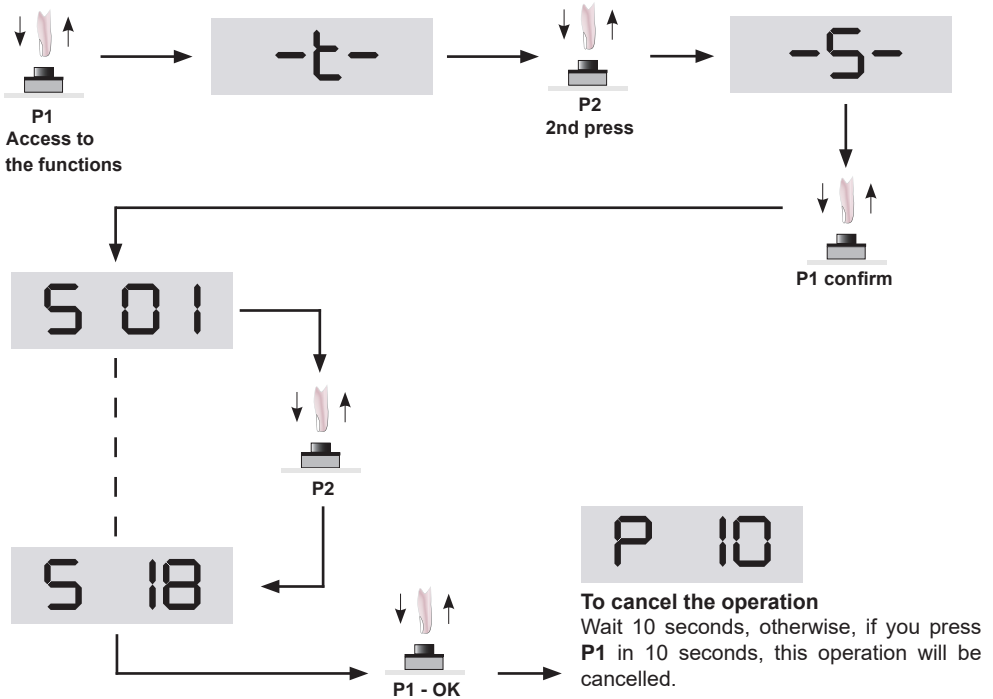 -t-
-S-
P1
Access to
the functions
P2
2nd press
P1 confirm
S 01
P2
S 18
P1 - OK
P 10
To cancel the operation
Wait 10 seconds, otherwise, if you press
P1 in 10 seconds, this operation will be
cancelled.